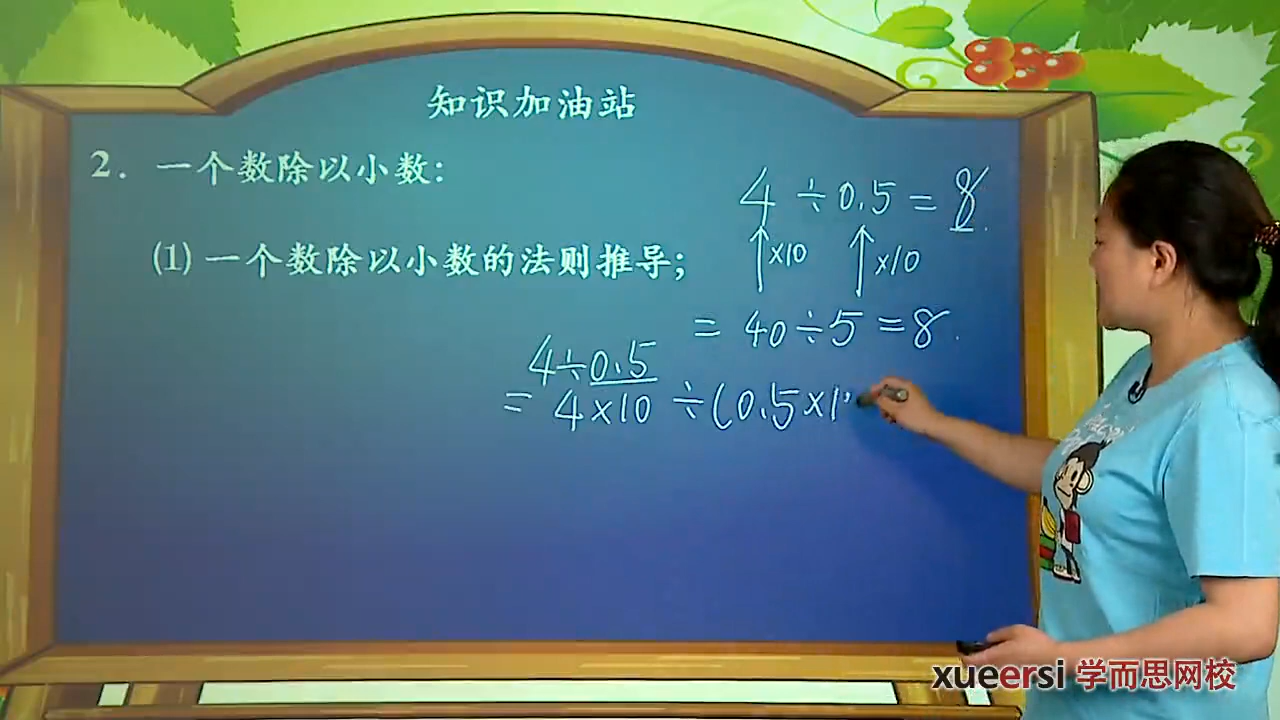 知识加油站
2. 一个数除以小数:
(1) 一个数除以小数的法则推导;
4 ÷ 0.5 = 8
×10 ×10
= 40 ÷ 5 = 8
4÷0.5
= 4×10 ÷(0.5×1
xueersi 学而思网校